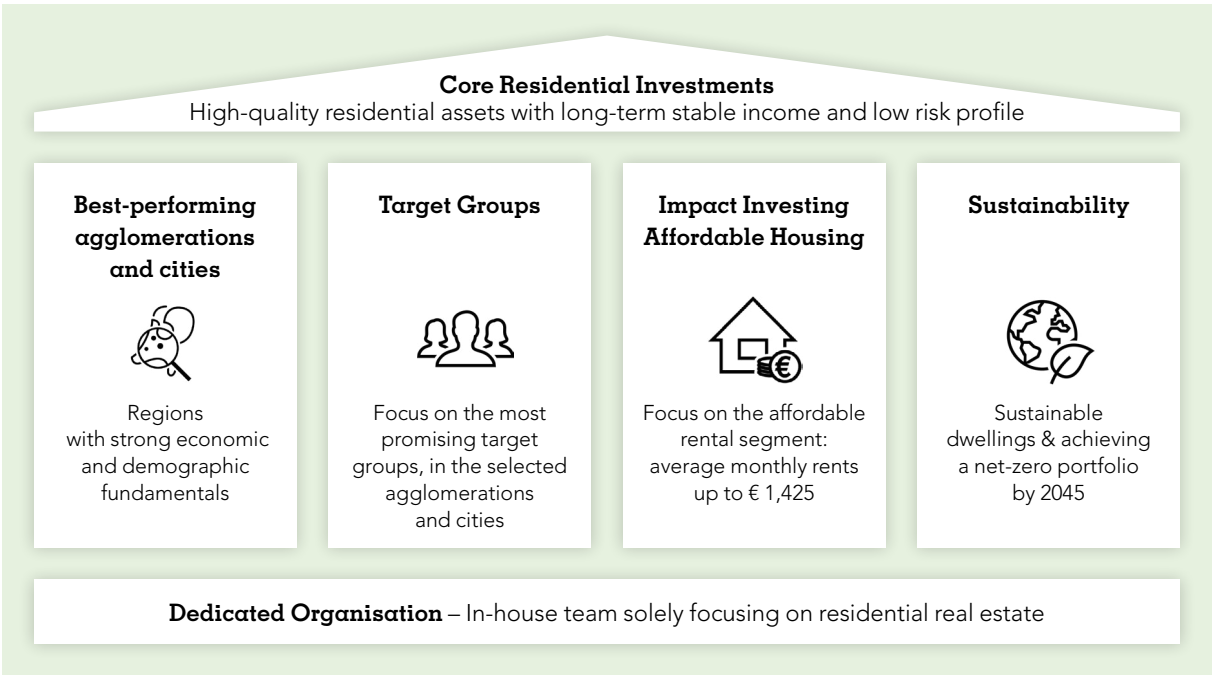 Core Residential Investments
High-quality residential assets with long-term stable income and low risk profile
Best-performing
agglomerations
and cities
Regions
with strong economic
and demographic
fundamentals
Target Groups
Focus on the most
promising target
groups, in the selected
agglomerations
and cities
Impact Investing
Affordable Housing
€
Focus on the affordable
rental segment:
average monthly rents
up to € 1,425
Sustainability
Sustainable
dwellings & achieving
a net-zero portfolio
by 2045
Dedicated Organisation – In-house team solely focusing on residential real estate